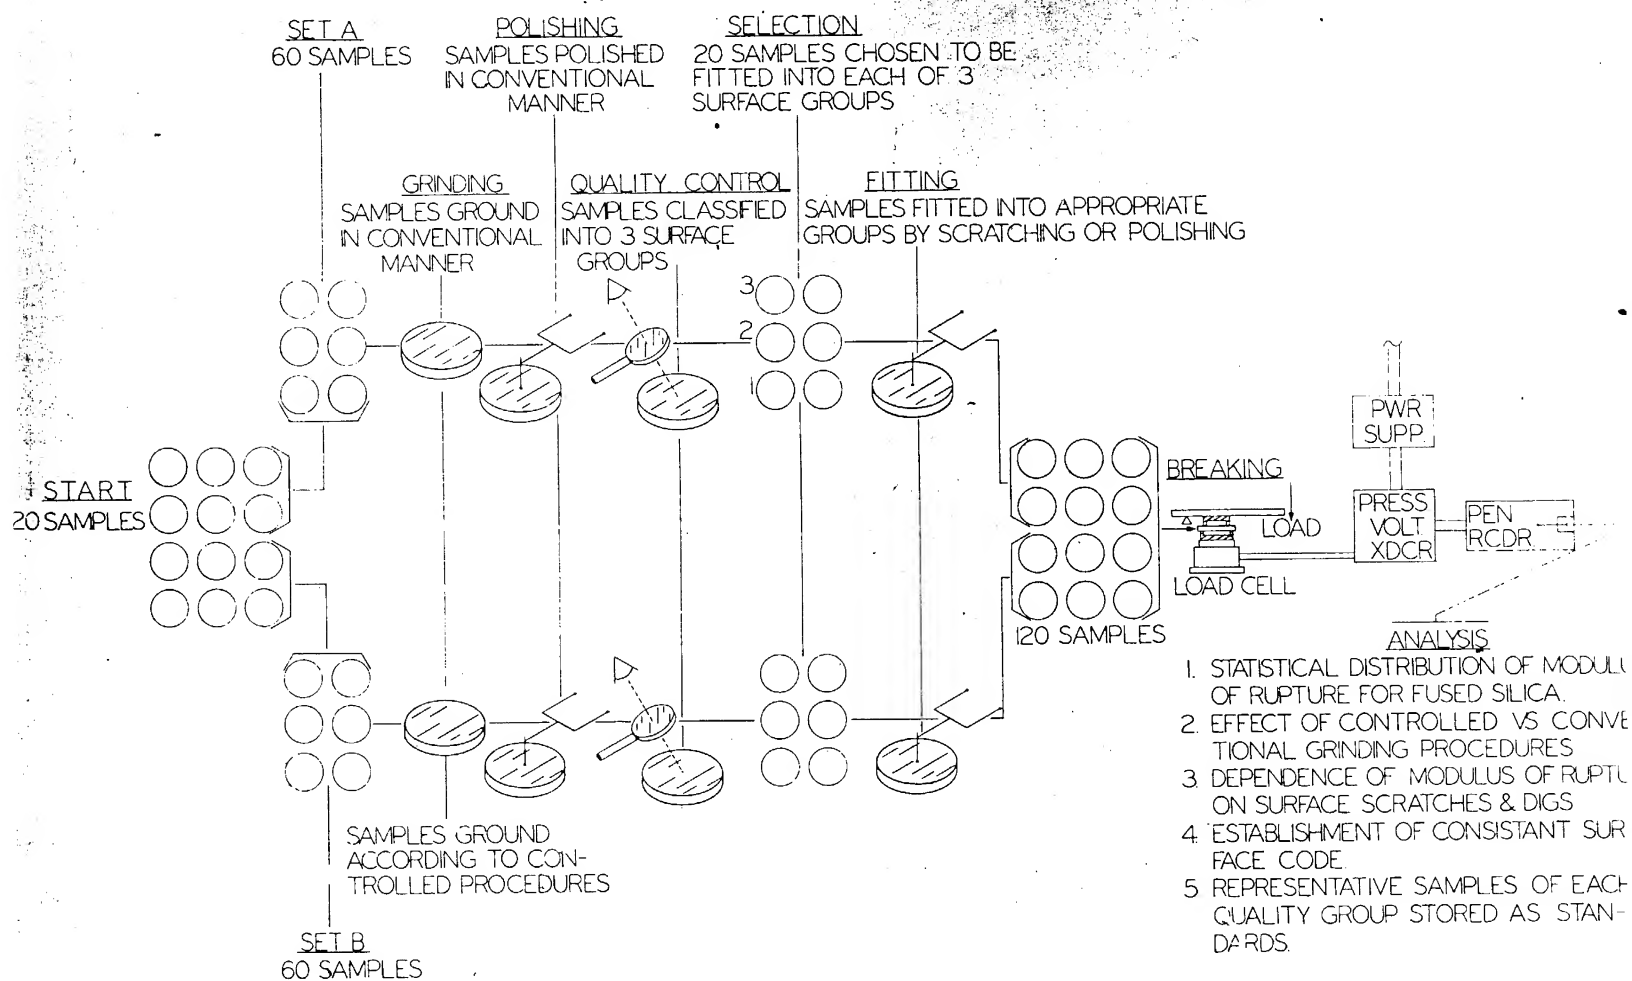 SET A
60 SAMPLES
POLISHING
SAMPLES POLISHED
IN CONVENTIONAL
MANNER
SELECTION
20 SAMPLES CHOSEN TO BE
FITTED INTO EACH OF 3
SURFACE GROUPS
GRINDING
SAMPLES GROUND
IN CONVENTIONAL
MANNER
QUALITY CONTROL
SAMPLES CLASSFIED
INTO 3 SURFACE
GROUPS
FITTING
SAMPLES FITTED INTO APPROPRIATE
GROUPS BY SCRATCHING OR POLISHING
3
2
1
START
20 SAMPLES
120 SAMPLES
BREAKING
LOAD
LOAD CELL
PWR
SUPP.
PRESS
VOLT
XDCR
PEN
RCDR.
SAMPLES GROUND
ACCORDING TO CON-
TROLLED PROCEDURES
SET B
60 SAMPLES
ANALYSIS
1. STATISTICAL DISTRIBUTION OF MODULI
OF RUPTURE FOR FUSED SILICA.
2. EFFECT OF CONTROLLED VS CONVE
TIONAL GRINDING PROCEDURES
3. DEPENDENCE OF MODULUS OF RUPTU
ON SURFACE SCRATCHES & DIGS
4. ESTABLISHMENT OF CONSISTANT SUR
FACE CODE.
5 REPRESENTATIVE SAMPLES OF EACH
QUALITY GROUP STORED AS STAN-
DARDS.